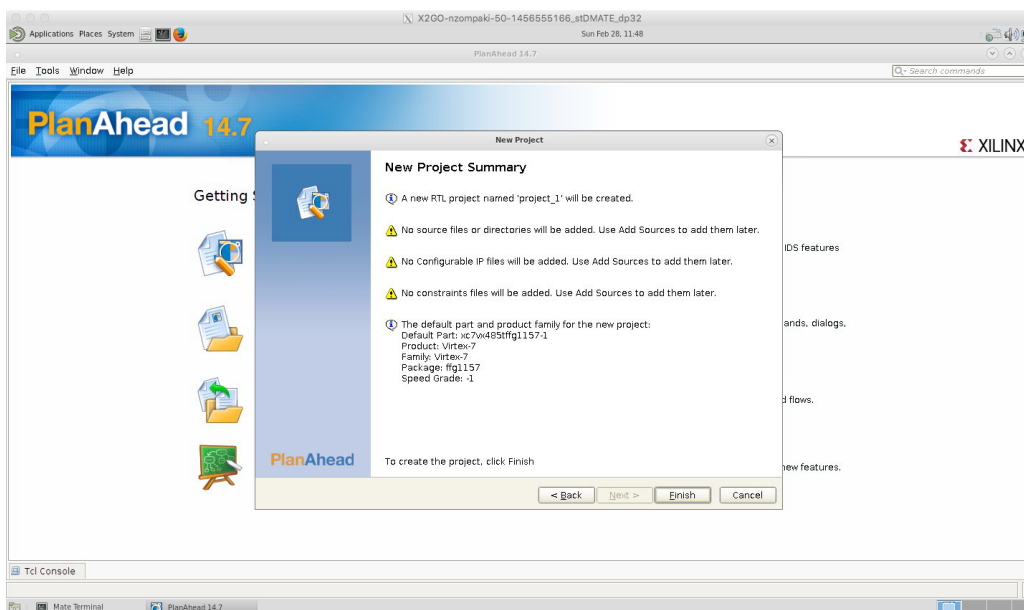 X2GO-nzompaki-50-1456555166_stDMATE_dp32
Applications Places System
Sun Feb 28, 11:48
PlanAhead 14.7
File Tools Window Help
Search commands
PlanAhead 14.7
XILINX
Getting
New Project
New Project Summary
A new RTL project named 'project_1' will be created.
No source files or directories will be added. Use Add Sources to add them later.
No Configurable IP files will be added. Use Add Sources to add them later.
No constraints files will be added. Use Add Sources to add them later.
The default part and product family for the new project:
Default Part: xc7vx485tffg1157-1
Product: Virtex-7
Family: Virtex-7
Package: ffg1157
Speed Grade: -1
To create the project, click Finish
PlanAhead
< Back Next > Finish Cancel
IDS features
ands, dialogs,
d flows.
new features.
Tcl Console
Mate Terminal
PlanAhead 14.7